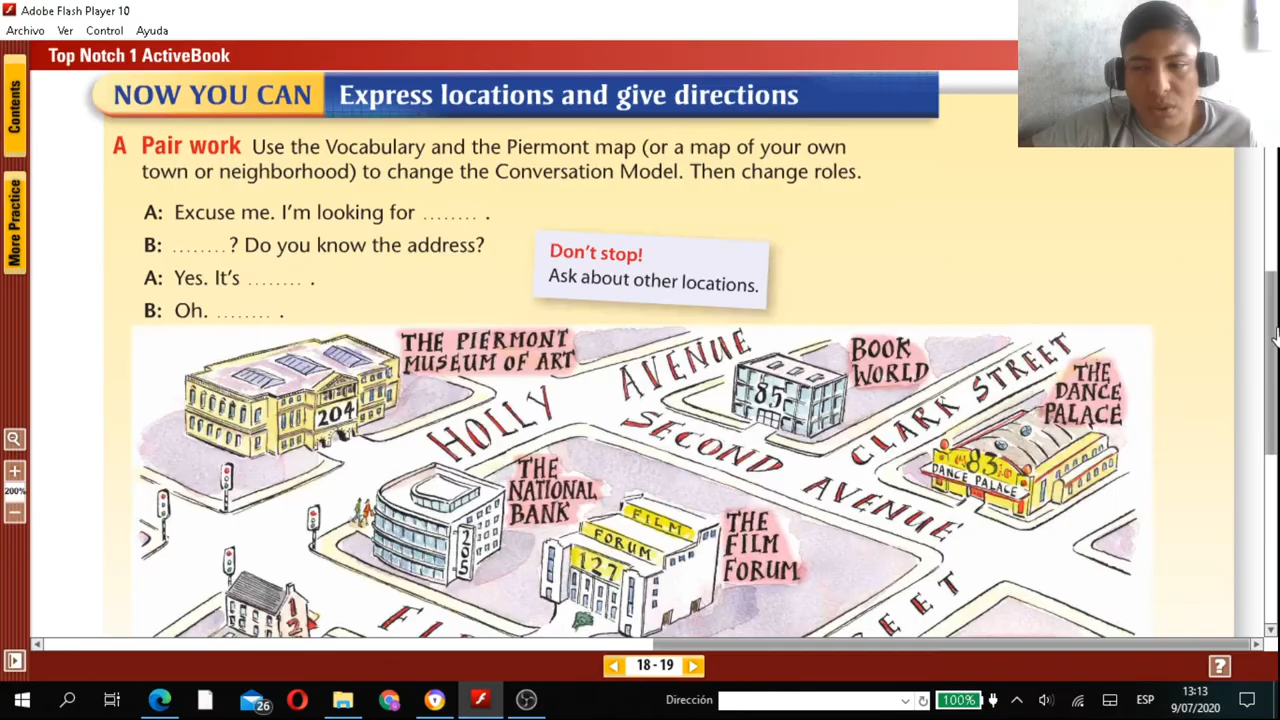 Adobe Flash Player 10
Archivo Ver Control Ayuda
Top Notch 1 ActiveBook
Contents
More Practice
NOW YOU CAN Express locations and give directions
A Pair work Use the Vocabulary and the Piermont map (or a map of your own
town or neighborhood) to change the Conversation Model. Then change roles.
A: Excuse me. I'm looking for ........ .
B: ........? Do you know the address?
A: Yes. It's ........ .
B: Oh. ........ .
Don't stop!
Ask about other locations.
THE PIERMONT
MUSEUM OF ART
204
HOLLY AVENUE
BOOK
WORLD
85
CLARK STREET
THE
DANCE
PALACE
83
DANCE PALACE
SECOND AVENUE
THE
NATIONAL
BANK
205
FILM
FORUM
127
THE
FILM
FORUM
200%
18 - 19
?
26
Dirección
100%
ESP
13:13
9/07/2020